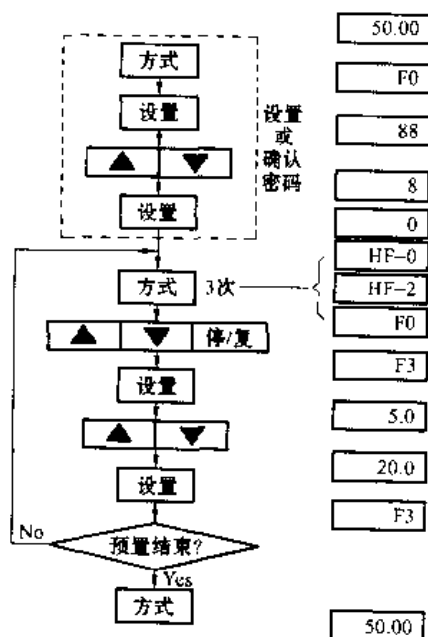 50.00
方式
F0
设置
设置
或
确认
密码
88
设置
8
0
HF-0
方式
3次
HF-2
F0
停/复
F3
设置
5.0
设置
20.0
F3
No
预置结束?
Yes
方式
50.00